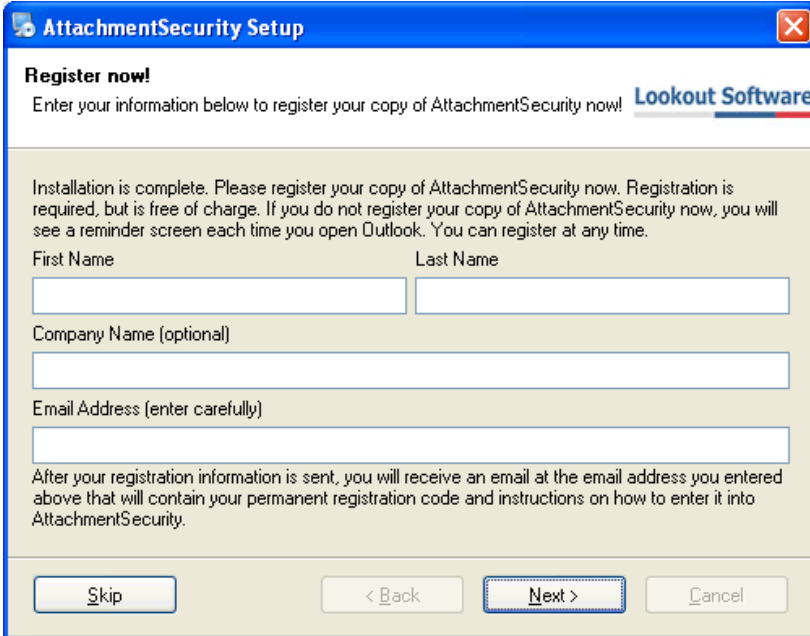 AttachmentSecurity Setup
Register now!
Enter your information below to register your copy of AttachmentSecurity now!
Lookout Software
Installation is complete. Please register your copy of AttachmentSecurity now. Registration is
required, but is free of charge. If you do not register your copy of AttachmentSecurity now, you will
see a reminder screen each time you open Outlook. You can register at any time.
First Name
Last Name
Company Name (optional)
Email Address (enter carefully)
After your registration information is sent, you will receive an email at the email address you entered
above that will contain your permanent registration code and instructions on how to enter it into
AttachmentSecurity.
Skip
< Back
Next >
Cancel